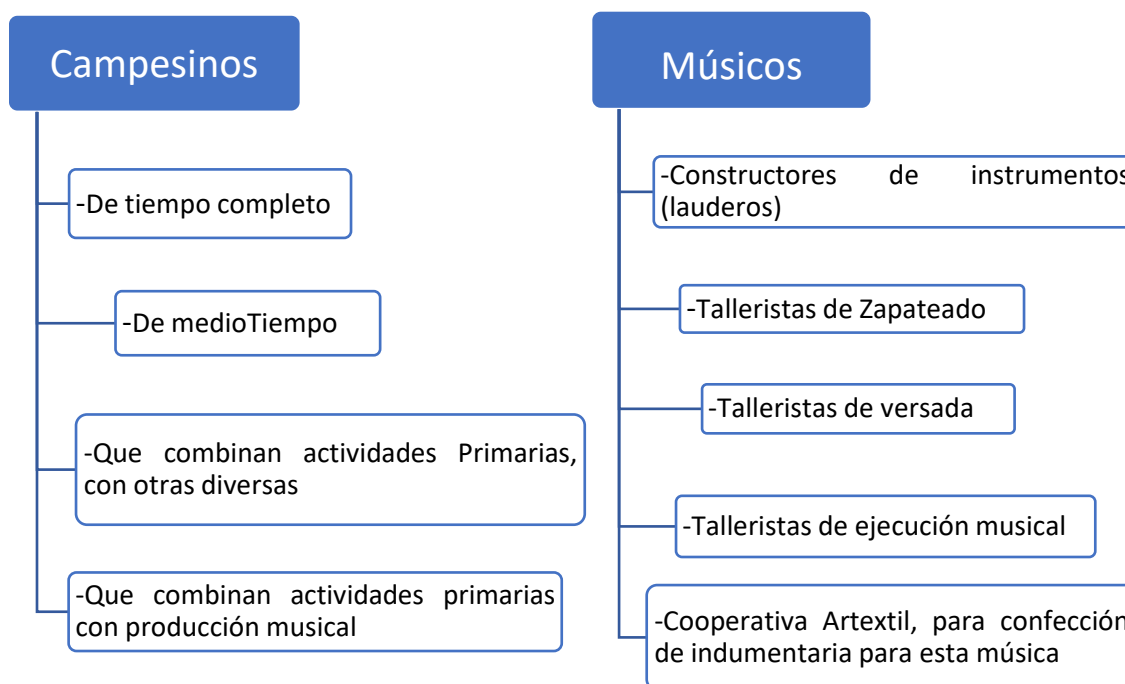 Campesinos
-De tiempo completo
-De medioTiempo
-Que combinan actividades Primarias,
con otras diversas
-Que combinan actividades primarias
con producción musical
Músicos
-Constructores de instrumentos
(lauderos)
-Talleristas de Zapateado
-Talleristas de versada
-Talleristas de ejecución musical
-Cooperativa Artextil, para confección
de indumentaria para esta música